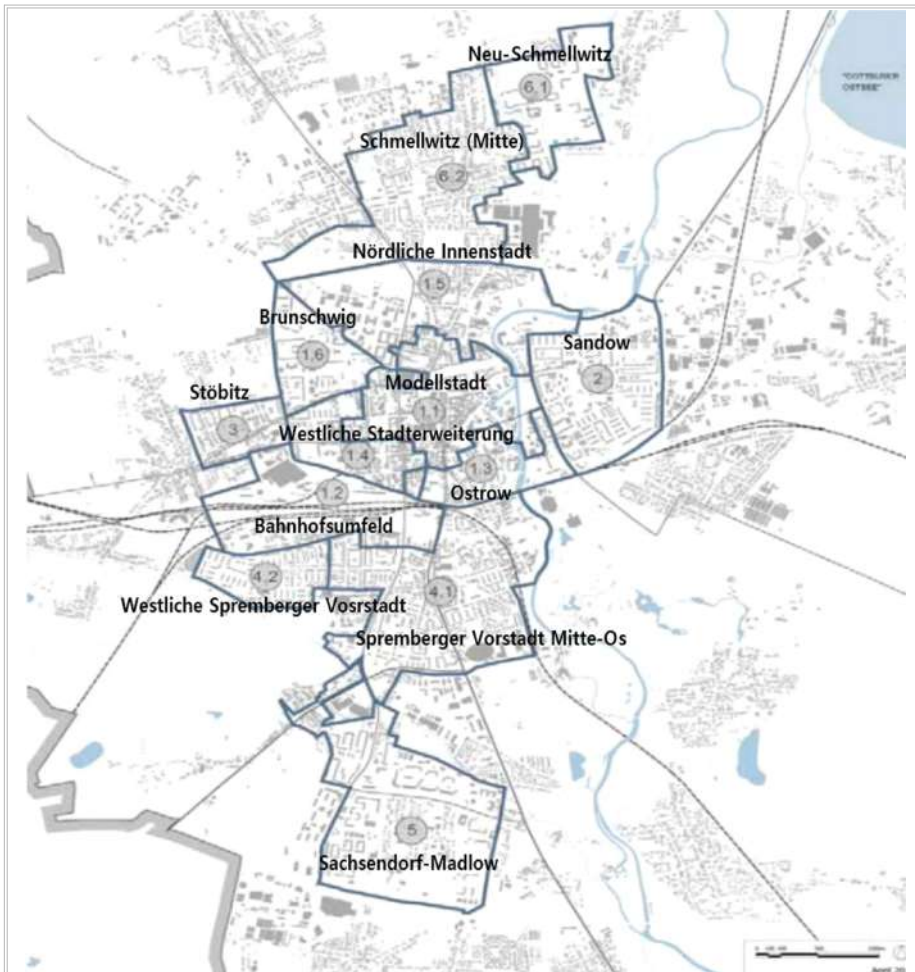 Neu-Schmellwitz
6.1
"COTTBUSER
OSTSEE"
Schmellwitz (Mitte)
6.2
Nördliche Innenstadt
1.5
Brunschwig
1.6
Sandow
2
Modellstadt
1.1
Stöbitz
3
Westliche Stadterweiterung
1.4
1.3
1.2
Ostrow
Bahnhofsumfeld
4.2
4.1
Westliche Spremberger Vosrstadt
Spremberger Vorstadt Mitte-Os
5
Sachsendorf-Madlow